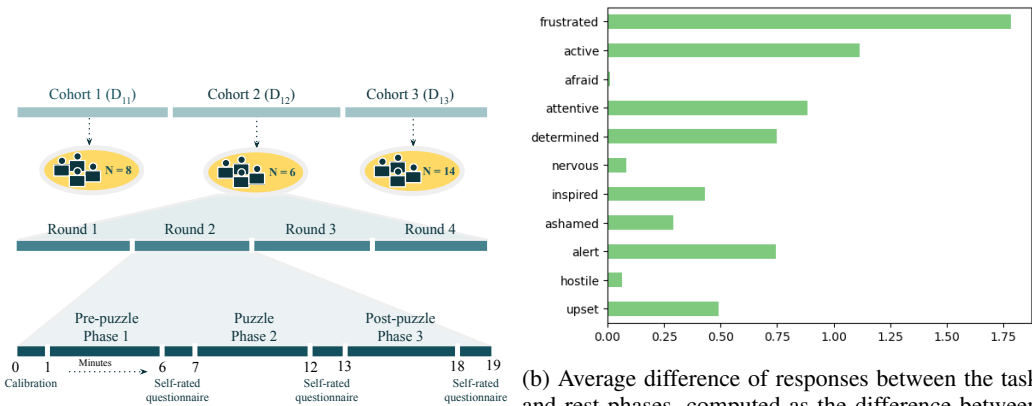 Cohort 1 (D11)
Cohort 2 (D12)
Cohort 3 (D13)
N = 8
N = 6
N = 14
Round 1
Round 2
Round 3
Round 4
Pre-puzzle
Phase 1
Puzzle
Phase 2
Post-puzzle
Phase 3
0
1
Minutes
6
7
12
13
18
19
Calibration
Self-rated
questionnaire
Self-rated
questionnaire
Self-rated
questionnaire
frustrated
active
afraid
attentive
determined
nervous
inspired
ashamed
alert
hostile
upset
0.00
0.25
0.50
0.75
1.00
1.25
1.50
1.75
(b) Average difference of responses between the task
and rest phases, computed as the difference between